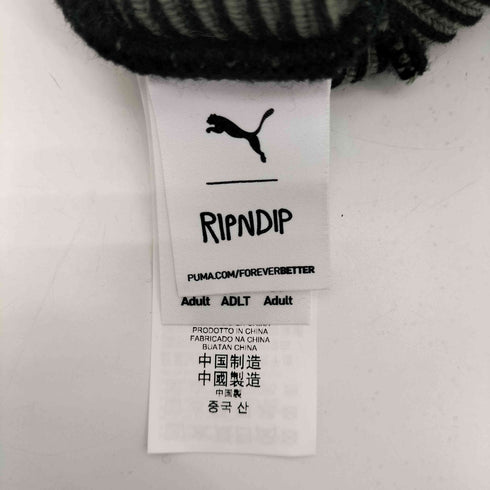 RIPNDIP
PUMA.COM/FOREVERBETTER
Adult ADLT Adult
PRODOTTO IN CHINA
FABRICADO NA CHINA
BUATAN CHINA
中国制造
中國製造
中国製
중국 산